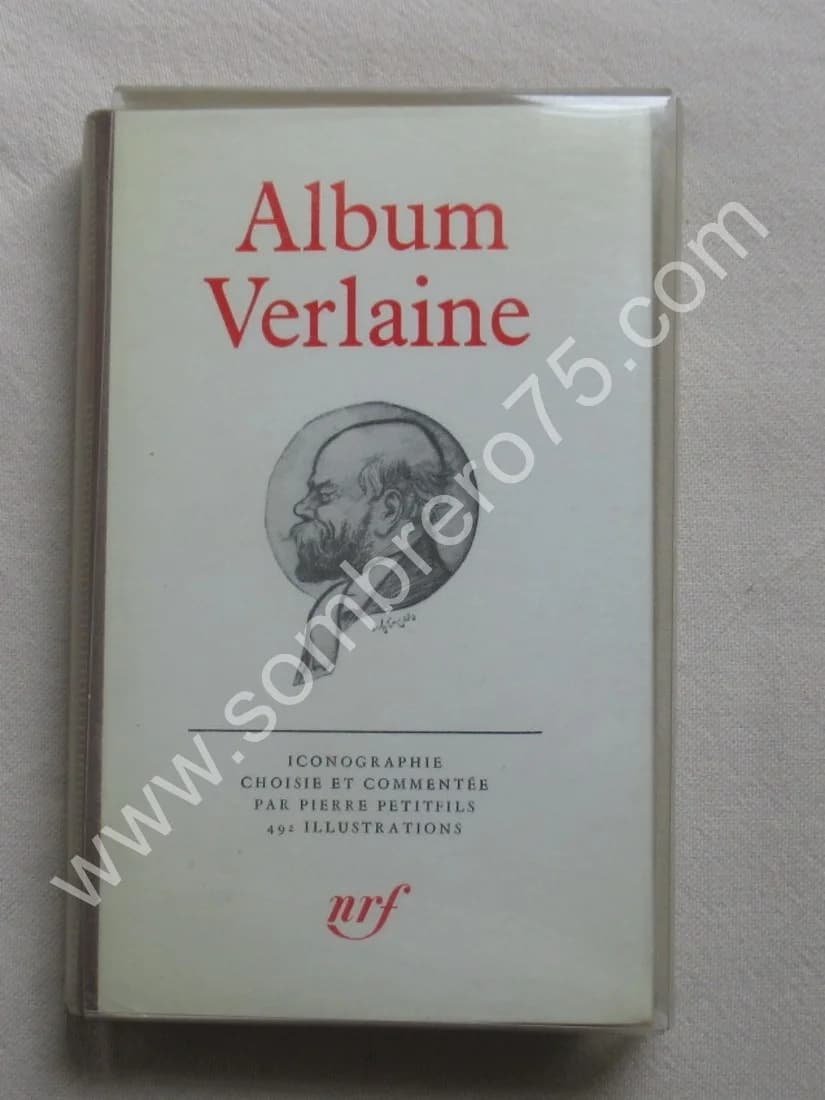 Album
Verlaine
ICONOGRAPHIE
CHOISIE ET COMMENTÉE
PAR PIERRE PETITFILS
492 ILLUSTRATIONS
nrf
www.sombrero75.com